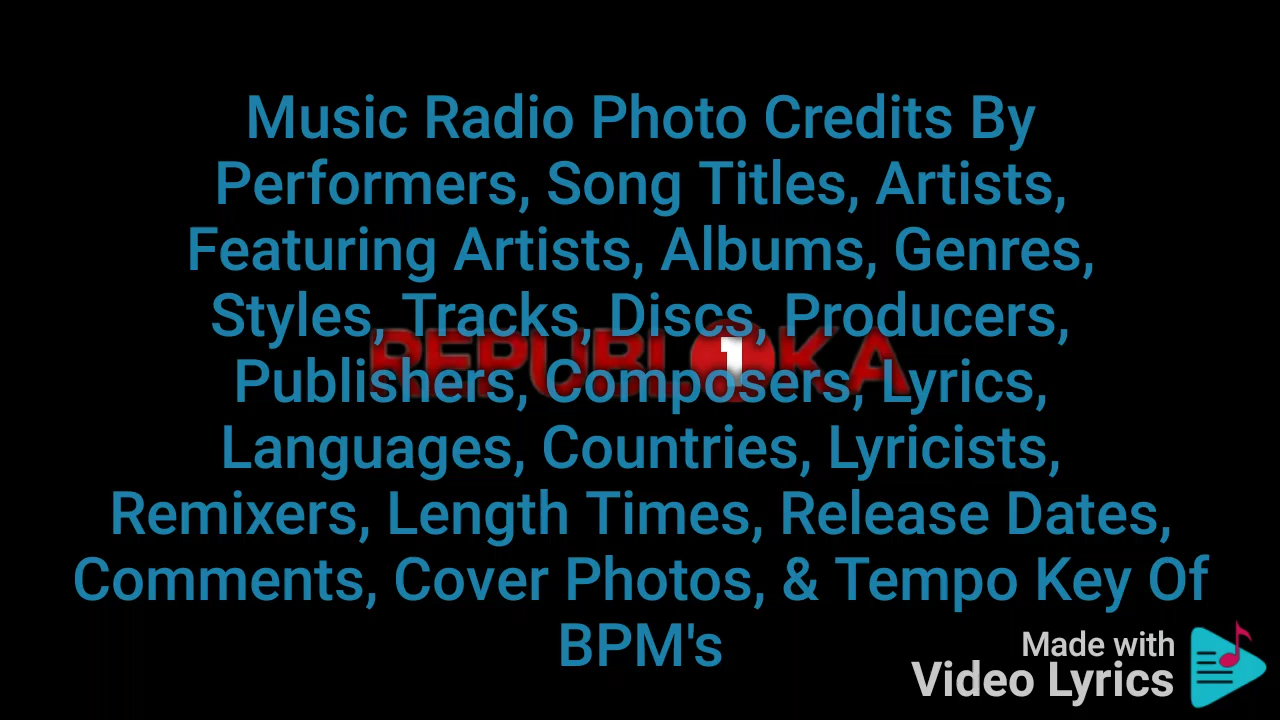 Music Radio Photo Credits By
Performers, Song Titles, Artists,
Featuring Artists, Albums, Genres,
Styles, Tracks, Discs, Producers,
REPUBL1KA
Publishers, Composers, Lyrics,
Languages, Countries, Lyricists,
Remixers, Length Times, Release Dates,
Comments, Cover Photos, & Tempo Key Of
BPM's
Made with
Video Lyrics